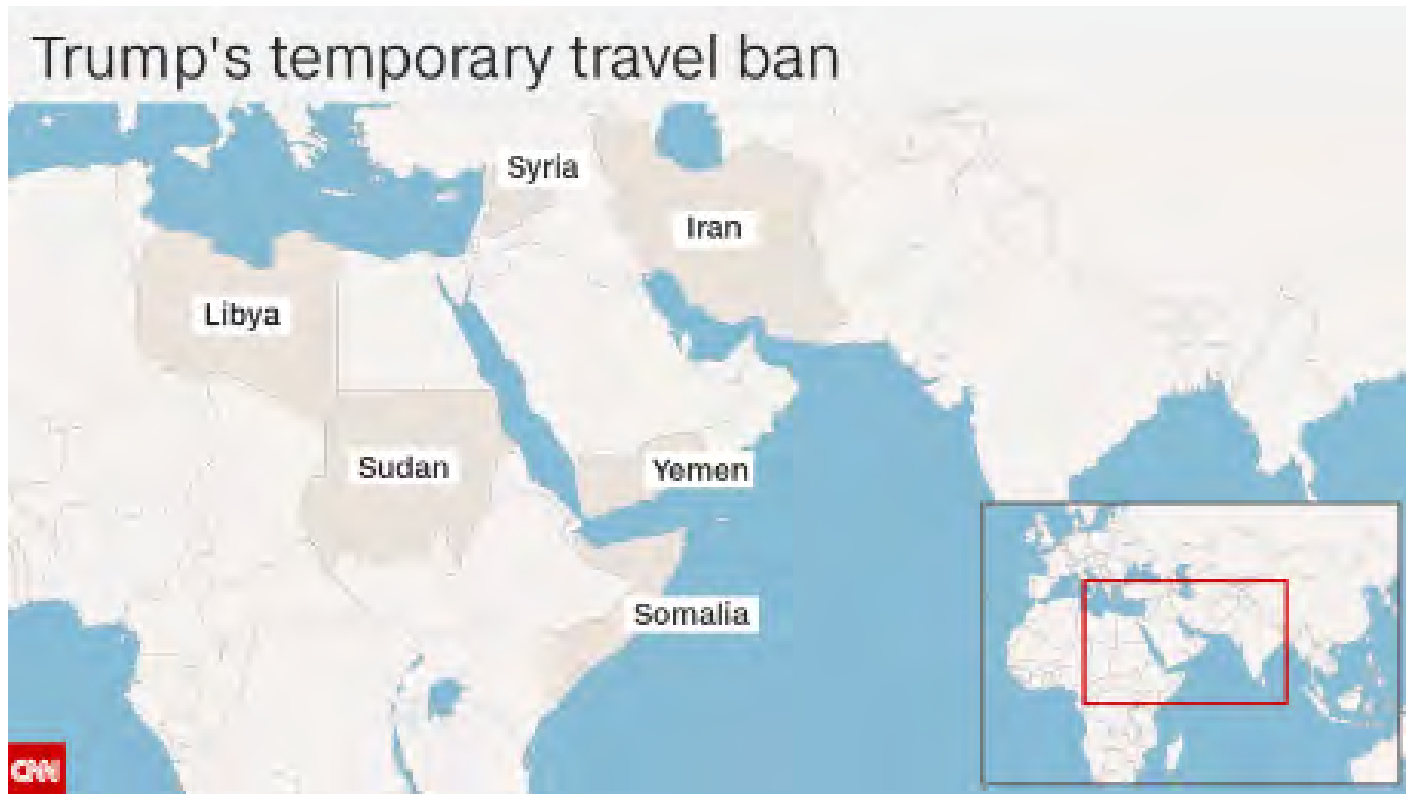 Trump's temporary travel ban
Syria
Iran
Libya
Sudan
Yemen
Somalia
CNN